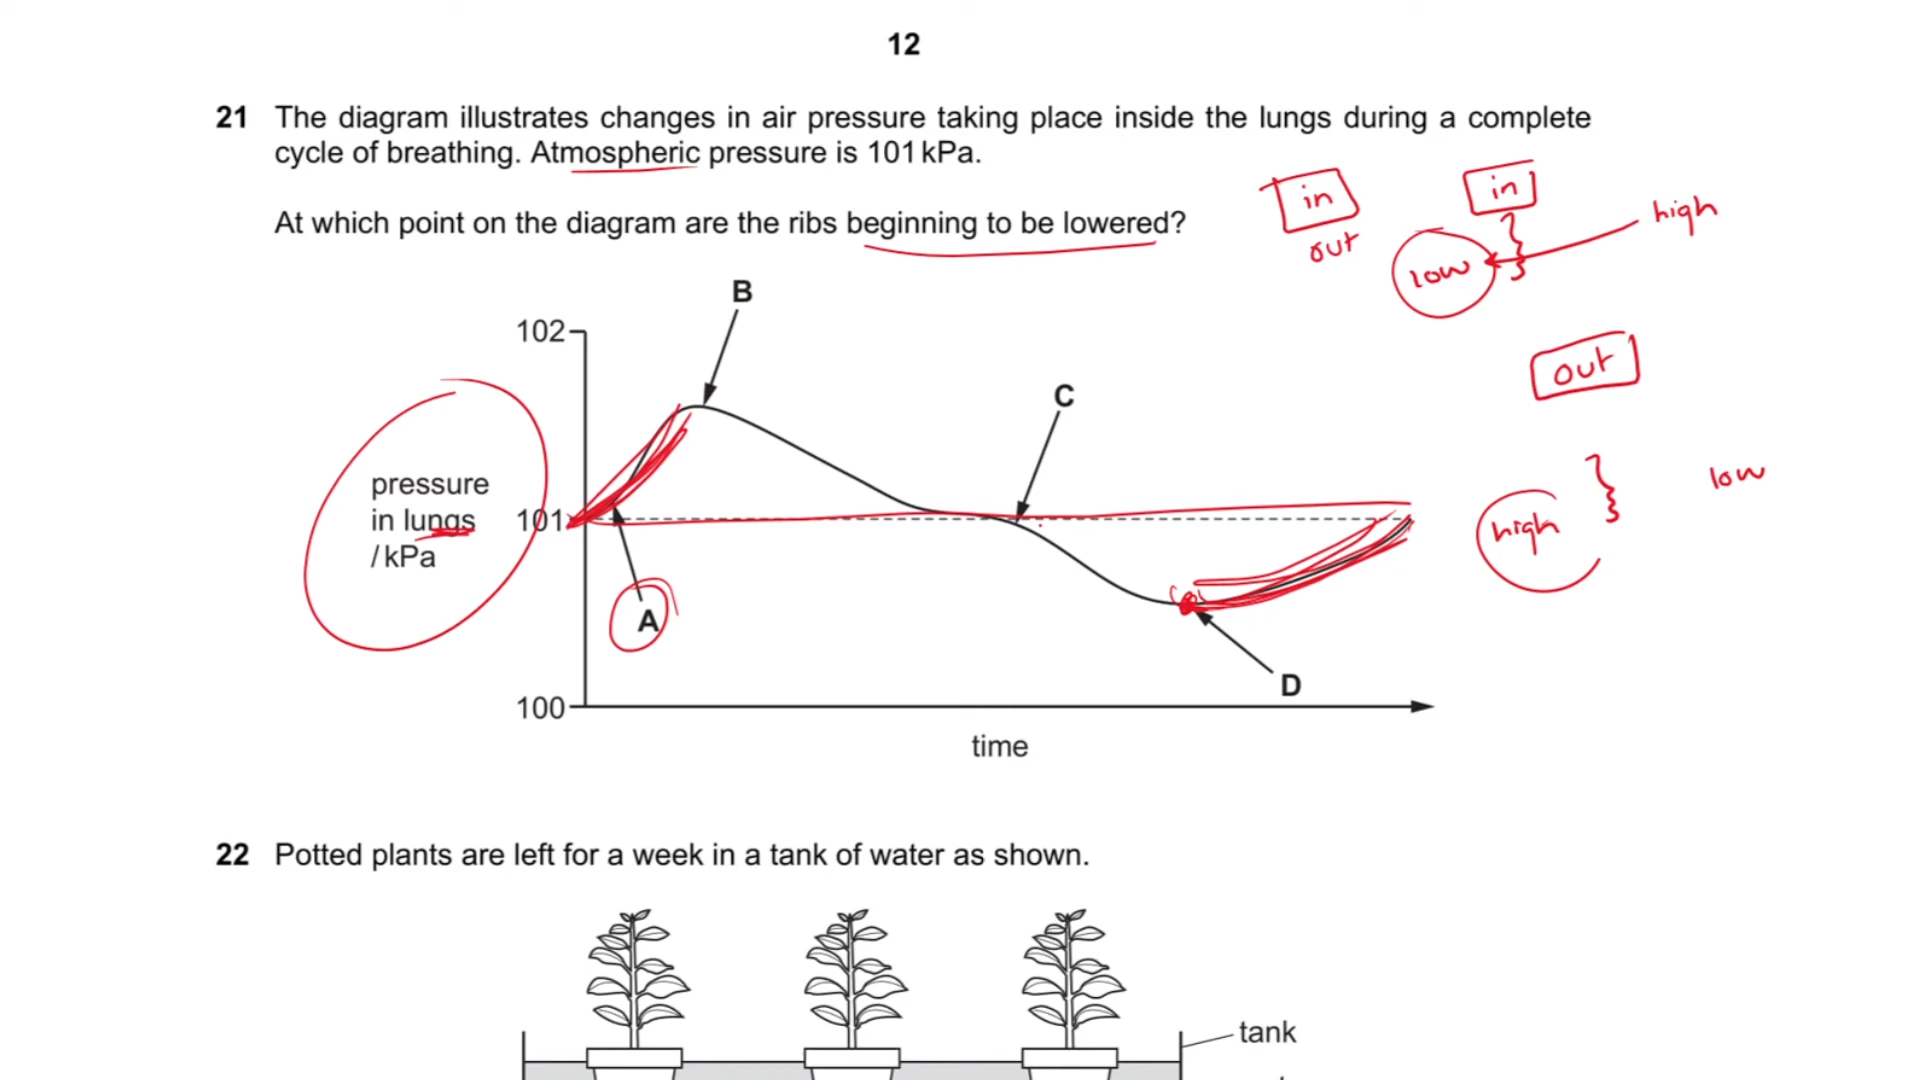 12
21 The diagram illustrates changes in air pressure taking place inside the lungs during a complete
cycle of breathing. Atmospheric pressure is 101 kPa.
At which point on the diagram are the ribs beginning to be lowered?
in
out
in
low
high
out
high
low
B
102
C
pressure
in lungs
/ kPa
101
A
D
100
time
22 Potted plants are left for a week in a tank of water as shown.
tank